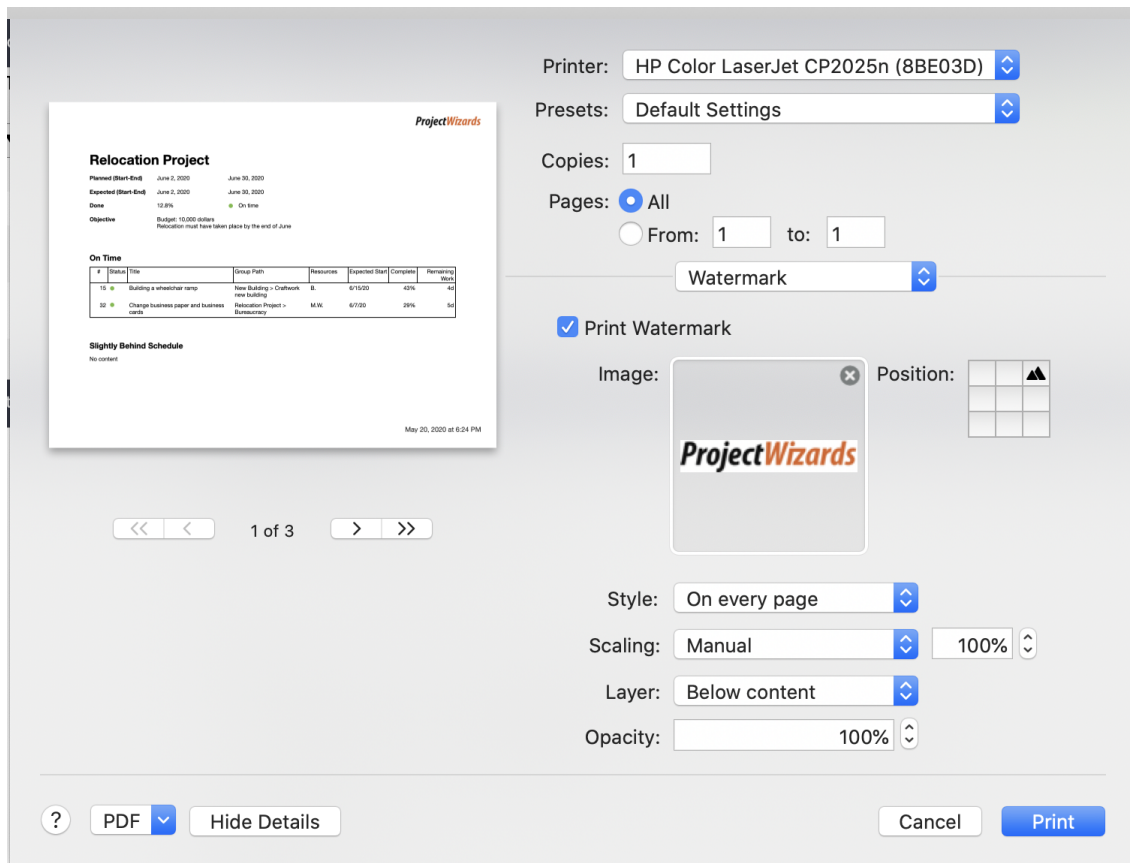 Printer: HP Color LaserJet CP2025n (8BE03D)
Presets: Default Settings
Copies: 1
Pages: All
From: 1 to: 1
Watermark
Print Watermark
Image:
ProjectWizards
Position:
Style: On every page
Scaling: Manual 100%
Layer: Below content
Opacity: 100%
ProjectWizards
Relocation Project
Planned (Start-End) June 2, 2020 June 30, 2020
Expected (Start-End) June 2, 2020 June 30, 2020
Done 12.8% On time
Objective Budget: 10,000 dollars
Relocation must have taken place by the end of June
On Time
# Status Title Group Path Resources Expected Start Complete Remaining Work
15 Building a wheelchair ramp New Building > Craftwork new building B. 6/15/20 43% 4d
32 Change business paper and business cards Relocation Project > Bureaucracy M.W. 6/7/20 29% 5d
Slightly Behind Schedule
No content
May 20, 2020 at 6:24 PM
1 of 3
? PDF Hide Details Cancel Print